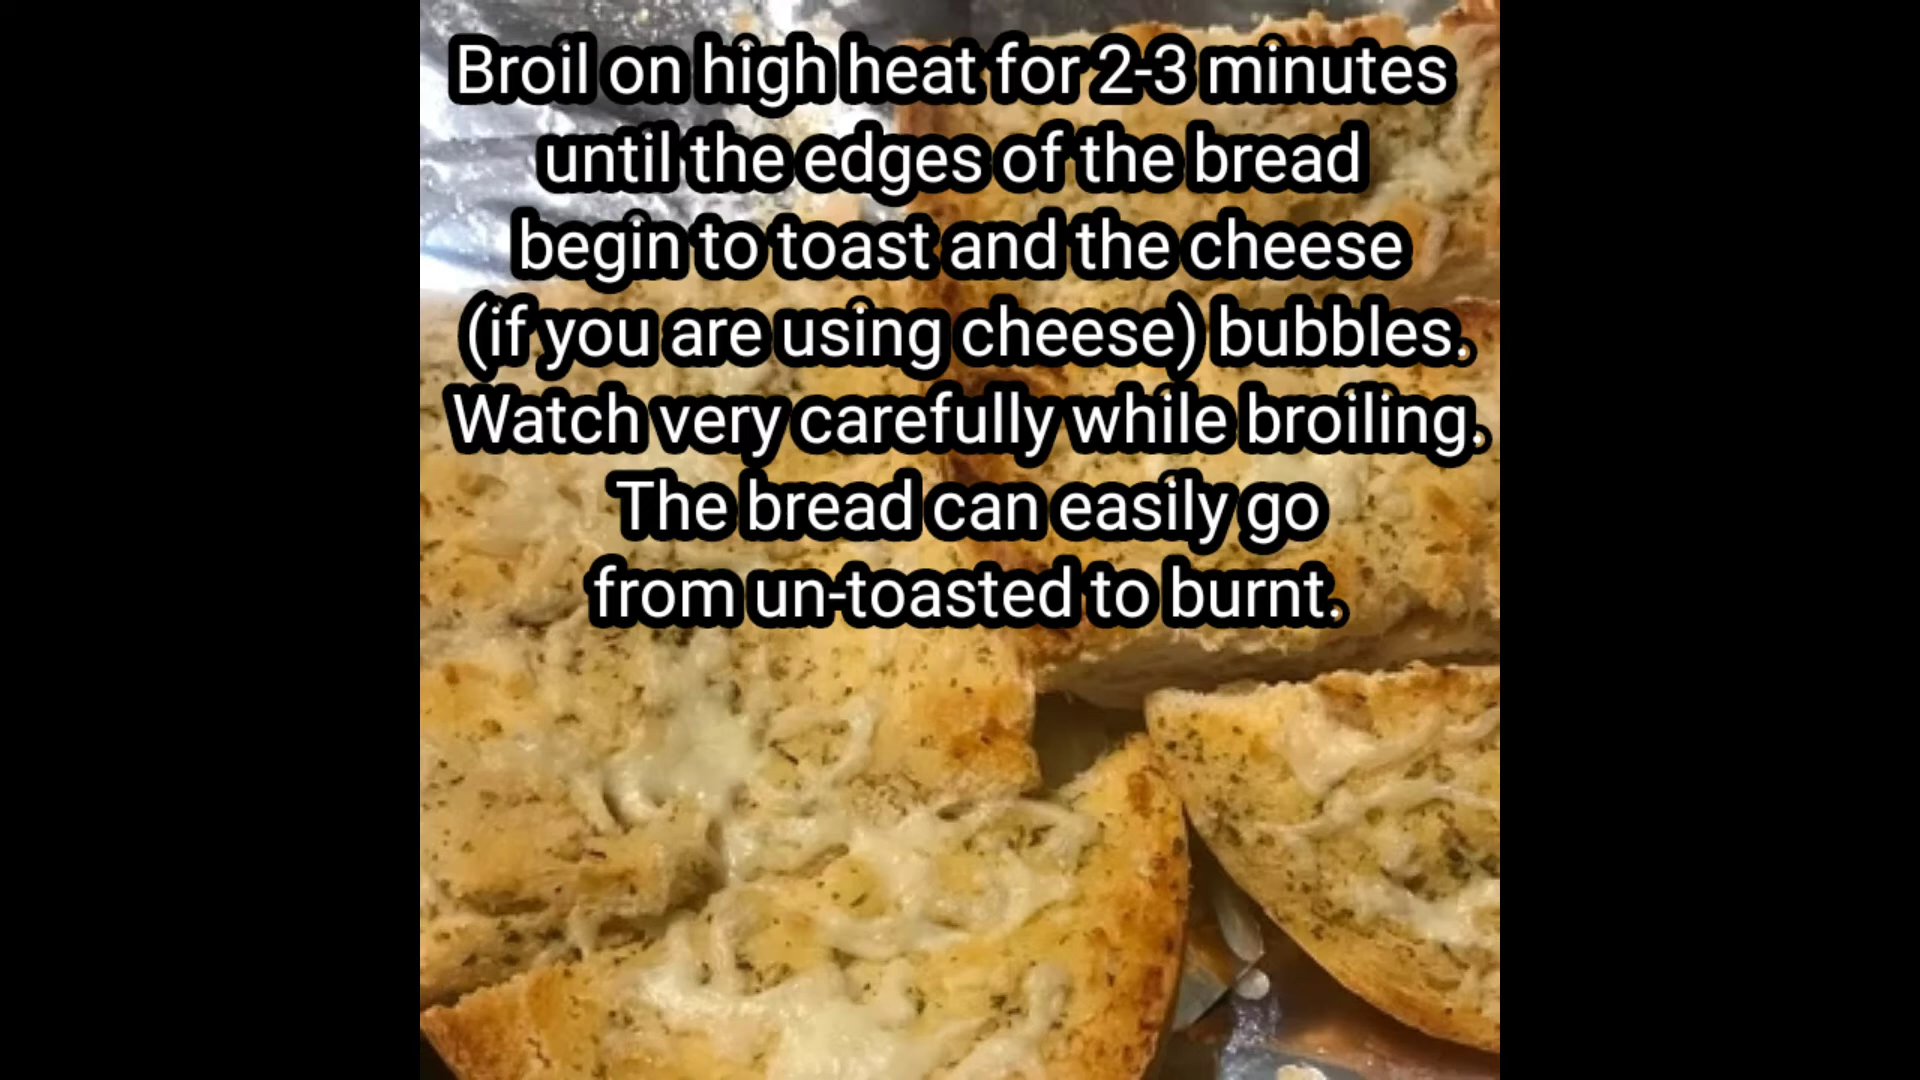 Broil on high heat for 2-3 minutes
until the edges of the bread
begin to toast and the cheese
(if you are using cheese) bubbles.
Watch very carefully while broiling.
The bread can easily go
from un-toasted to burnt.